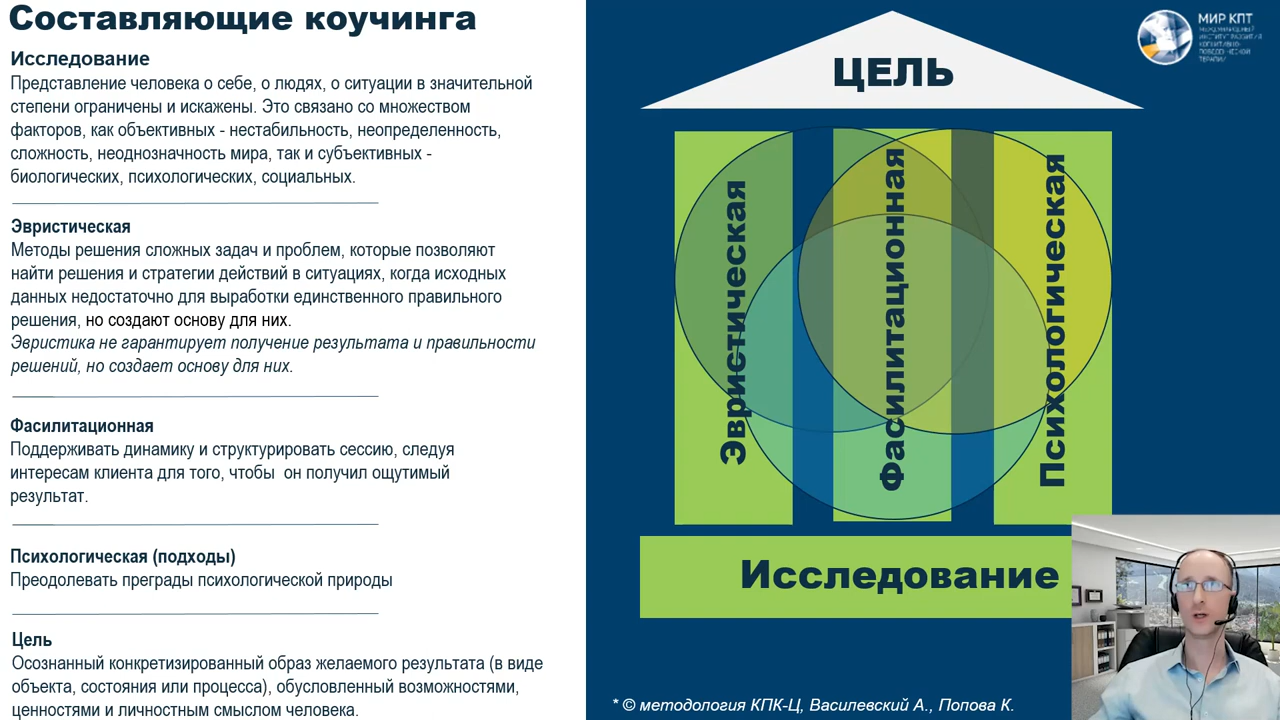 Составляющие коучинга
Исследование
Представление человека о себе, о людях, о ситуации в значительной
степени ограничены и искажены. Это связано со множеством
факторов, как объективных - нестабильность, неопределенность,
сложность, неоднозначность мира, так и субъективных -
биологических, психологических, социальных.
Эвристическая
Методы решения сложных задач и проблем, которые позволяют
найти решения и стратегии действий в ситуациях, когда исходных
данных недостаточно для выработки единственного правильного
решения, но создают основу для них.
Эвристика не гарантирует получение результата и правильности
решений, но создает основу для них.
Фасилитационная
Поддерживать динамику и структурировать сессию, следуя
интересам клиента для того, чтобы он получил ощутимый
результат.
Психологическая (подходы)
Преодолевать преграды психологической природы
Цель
Осознанный конкретизированный образ желаемого результата (в виде
объекта, состояния или процесса), обусловленный возможностями,
ценностями и личностным смыслом человека.
ЦЕЛЬ
Эвристическая
Фасилитационная
Психологическая
Исследование
* © методология КПК-Ц, Василевский А., Попова К.
МИР КПТ
МЕЖДУНАРОДНЫЙ
ИНСТИТУТ РАЗВИТИЯ
КОГНИТИВНО-
ПОВЕДЕНЧЕСКОЙ
ТЕРАПИИ